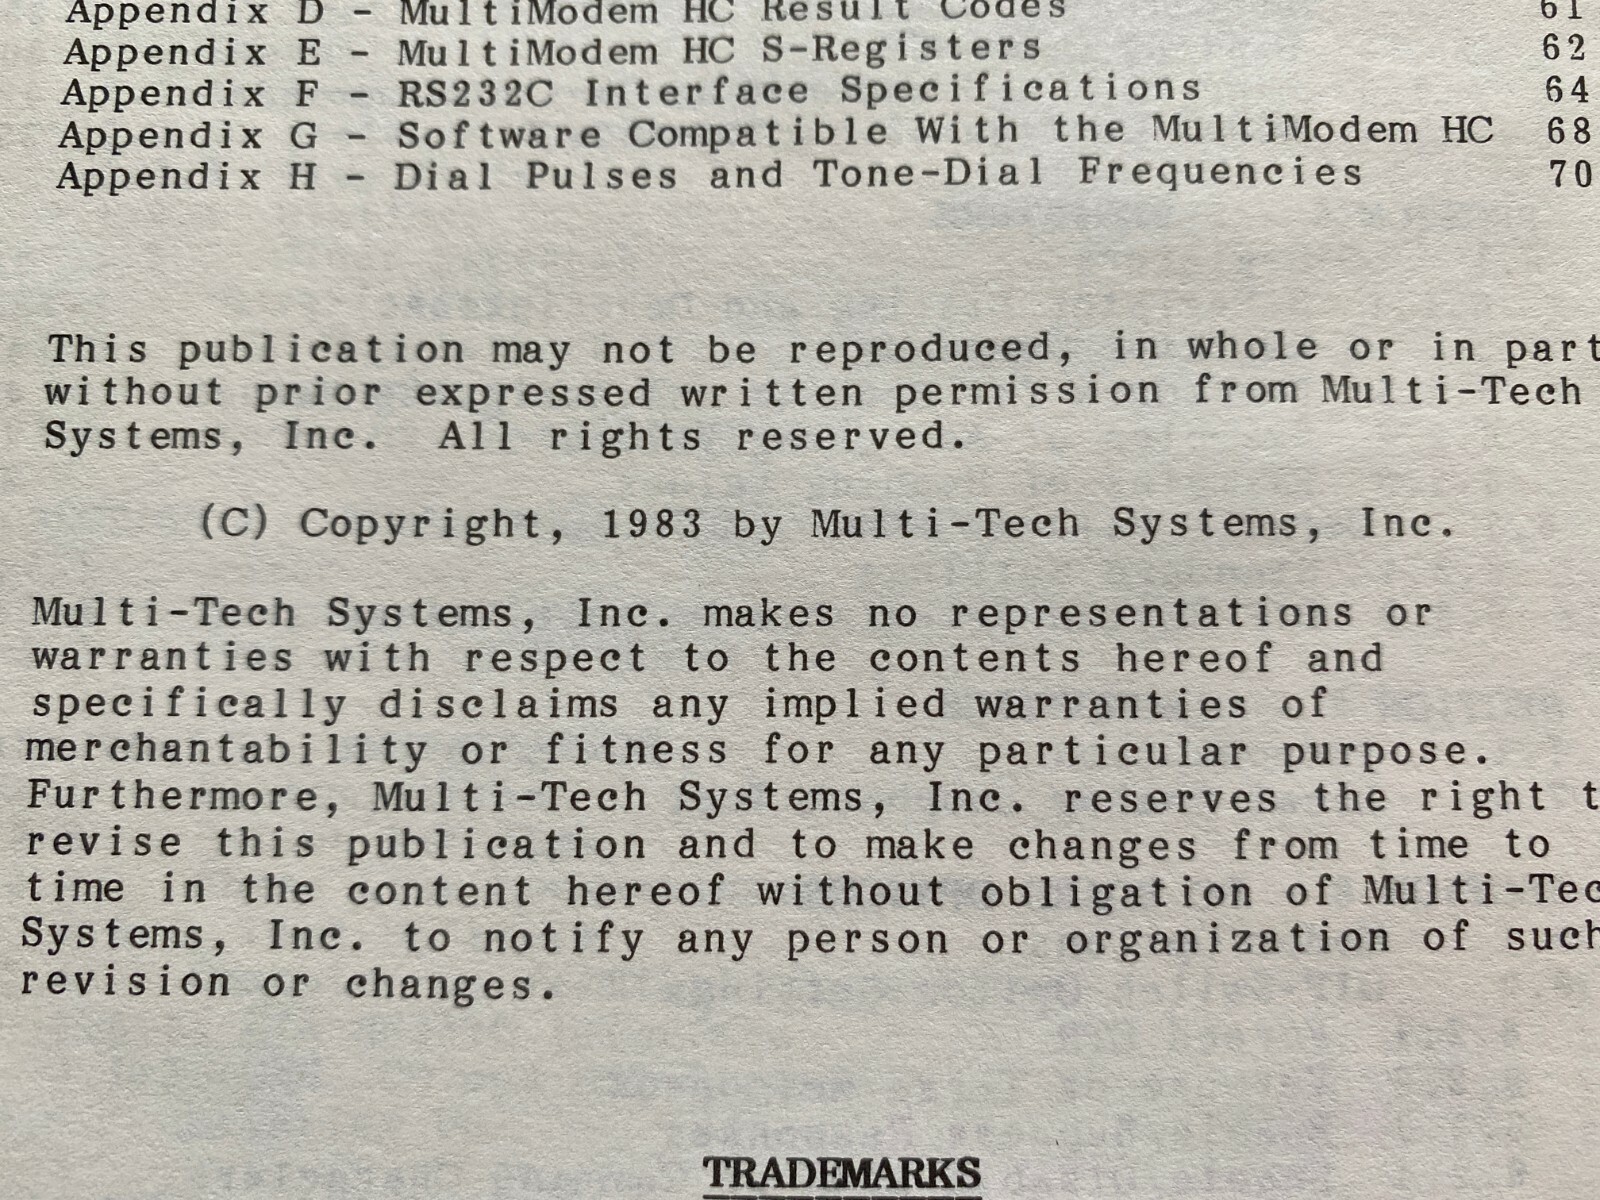 Appendix D - MultiModem HC Result Codes 61
Appendix E - MultiModem HC S-Registers 62
Appendix F - RS232C Interface Specifications 64
Appendix G - Software Compatible With the MultiModem HC 68
Appendix H - Dial Pulses and Tone-Dial Frequencies 70
This publication may not be reproduced, in whole or in part
without prior expressed written permission from Multi-Tech
Systems, Inc. All rights reserved.
(C) Copyright, 1983 by Multi-Tech Systems, Inc.
Multi-Tech Systems, Inc. makes no representations or
warranties with respect to the contents hereof and
specifically disclaims any implied warranties of
merchantability or fitness for any particular purpose.
Furthermore, Multi-Tech Systems, Inc. reserves the right t
revise this publication and to make changes from time to
time in the content hereof without obligation of Multi-Tec
Systems, Inc. to notify any person or organization of such
revision or changes.
TRADEMARKS